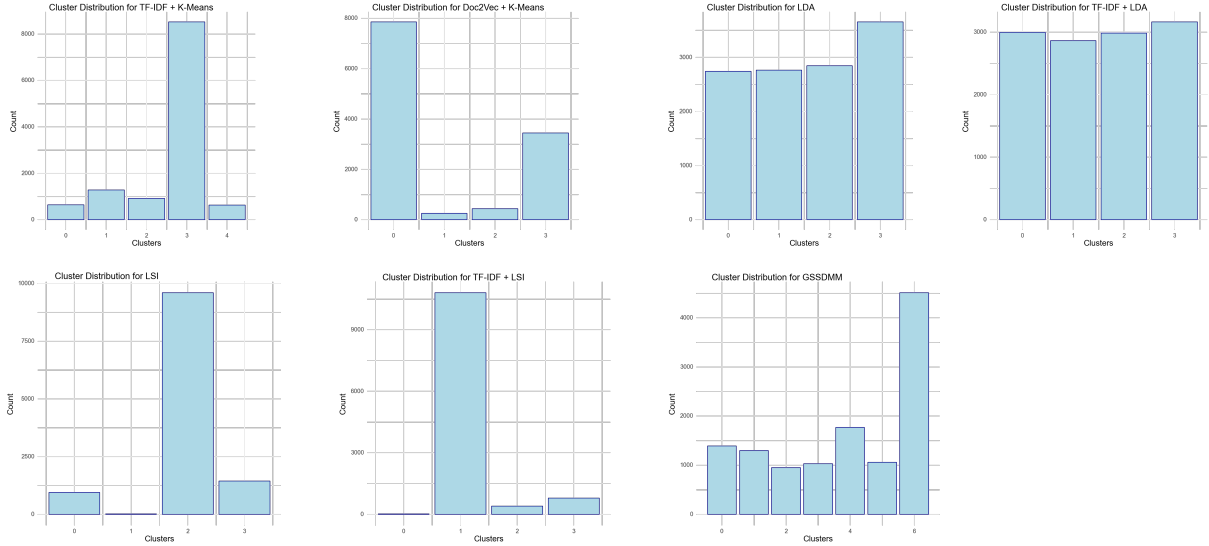 Cluster Distribution for TF-IDF + K-Means
8000
6000
4000
2000
0
Count
0 1 2 3 4
Clusters
Cluster Distribution for Doc2Vec + K-Means
8000
6000
4000
2000
0
Count
0 1 2 3
Clusters
Cluster Distribution for LDA
3000
2000
1000
0
Count
0 1 2 3
Clusters
Cluster Distribution for TF-IDF + LDA
3000
2000
1000
0
Count
0 1 2 3
Clusters
Cluster Distribution for LSI
10000
7500
5000
2500
0
Count
0 1 2 3
Clusters
Cluster Distribution for TF-IDF + LSI
9000
6000
3000
0
Count
0 1 2 3
Clusters
Cluster Distribution for GSSDMM
4000
3000
2000
1000
0
Count
0 2 4 6
Clusters